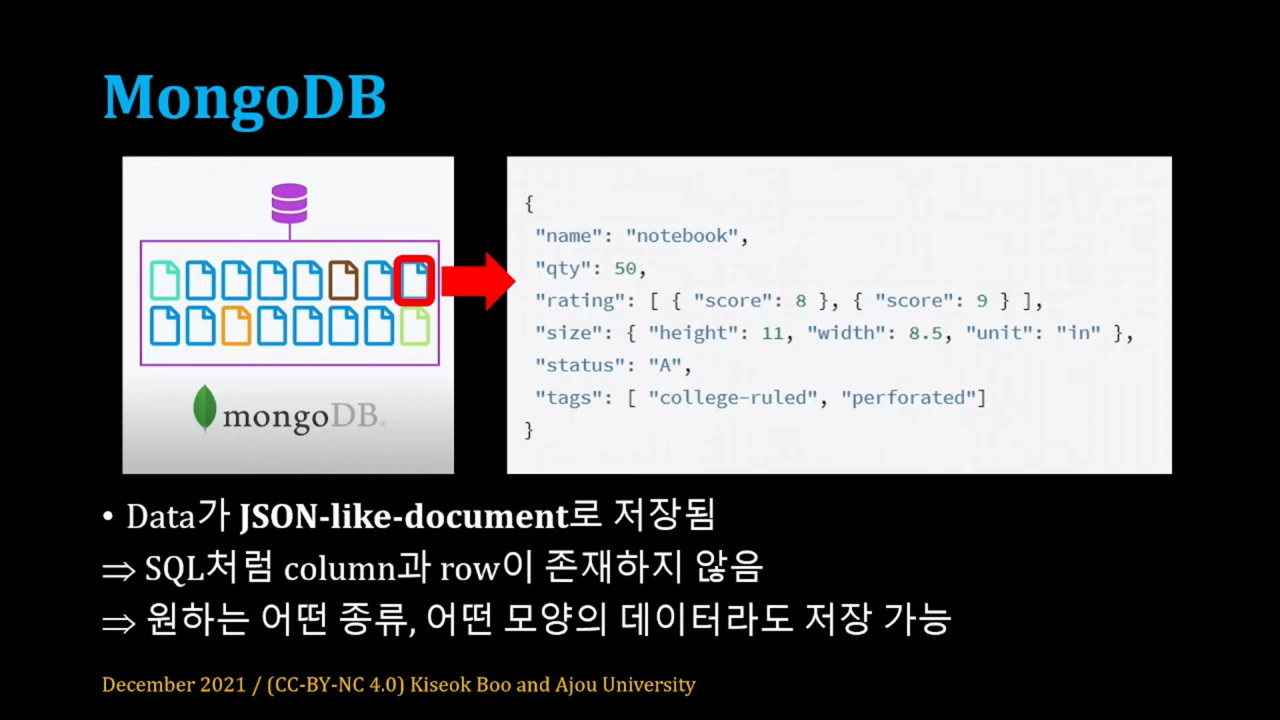 MongoDB
mongoDB.
{
"name": "notebook",
"qty": 50,
"rating": [ { "score": 8 }, { "score": 9 } ],
"size": { "height": 11, "width": 8.5, "unit": "in" },
"status": "A",
"tags": [ "college-ruled", "perforated"]
}
• Data가 JSON-like-document로 저장됨
⇒ SQL처럼 column과 row이 존재하지 않음
⇒ 원하는 어떤 종류, 어떤 모양의 데이터라도 저장 가능
December 2021 / (CC-BY-NC 4.0) Kiseok Boo and Ajou University